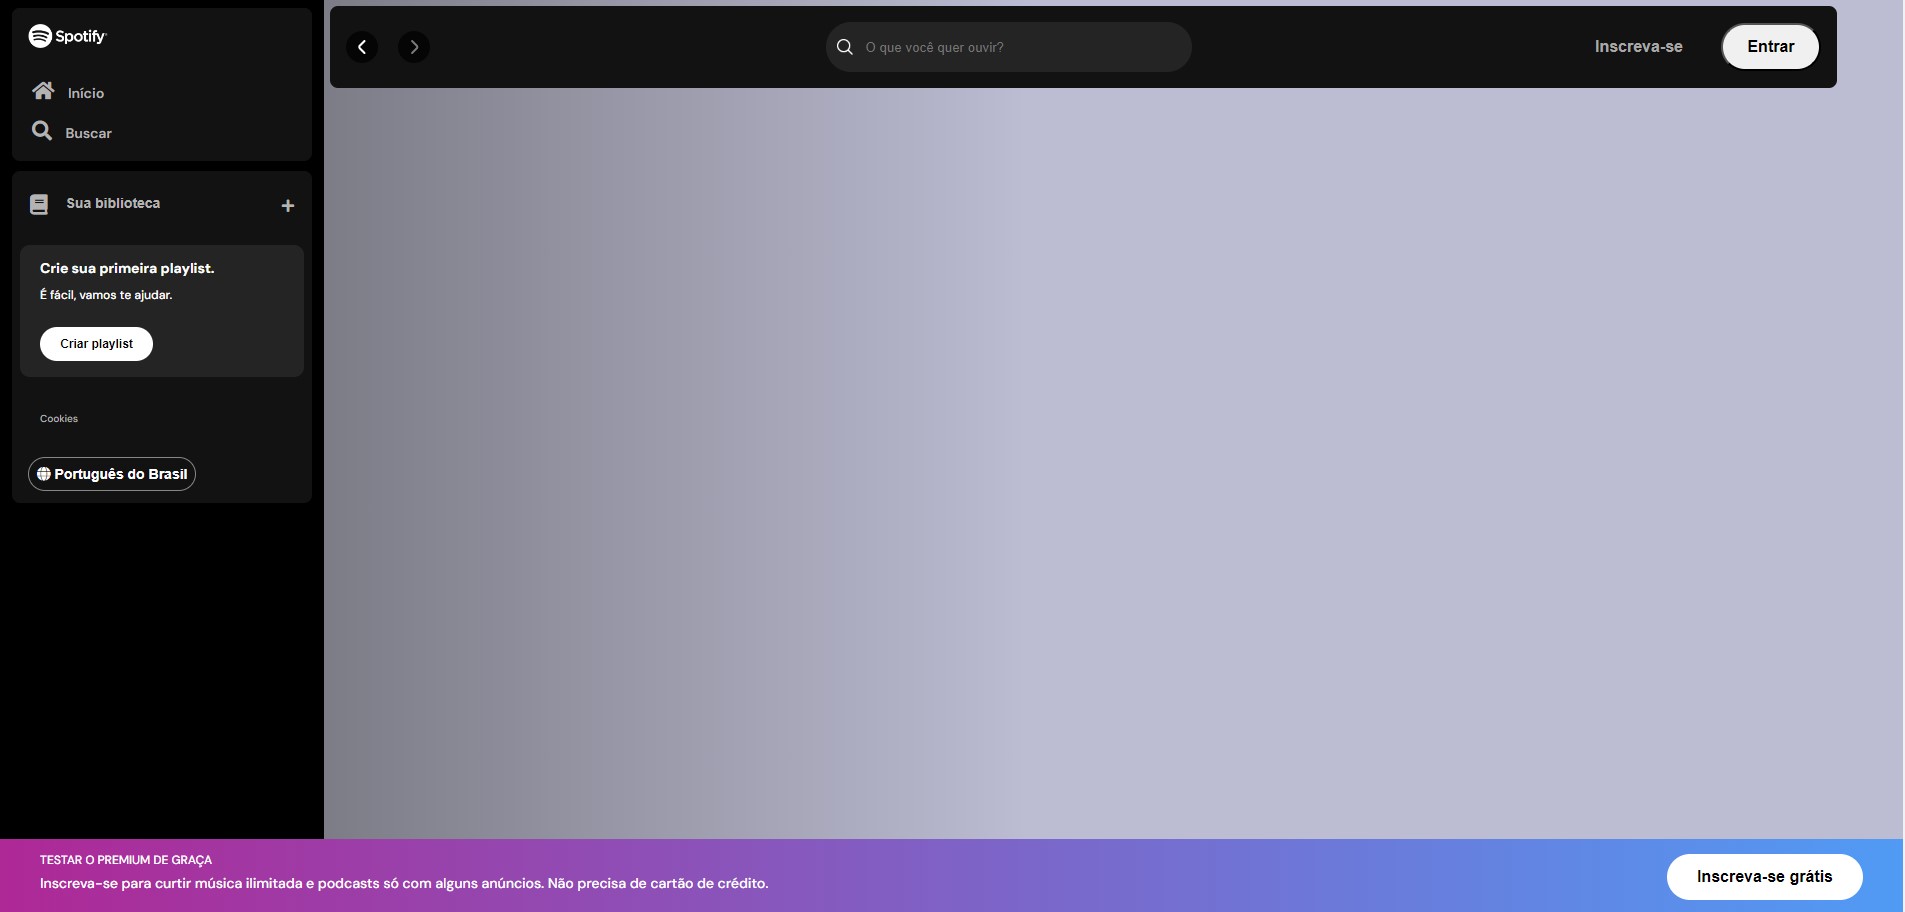 Spotify
Início
Buscar
Sua biblioteca
Crie sua primeira playlist.
É fácil, vamos te ajudar.
Criar playlist
Cookies
Português do Brasil
O que você quer ouvir?
Inscreva-se
Entrar
TESTAR O PREMIUM DE GRAÇA
Inscreva-se para curtir música ilimitada e podcasts só com alguns anúncios. Não precisa de cartão de crédito.
Inscreva-se grátis